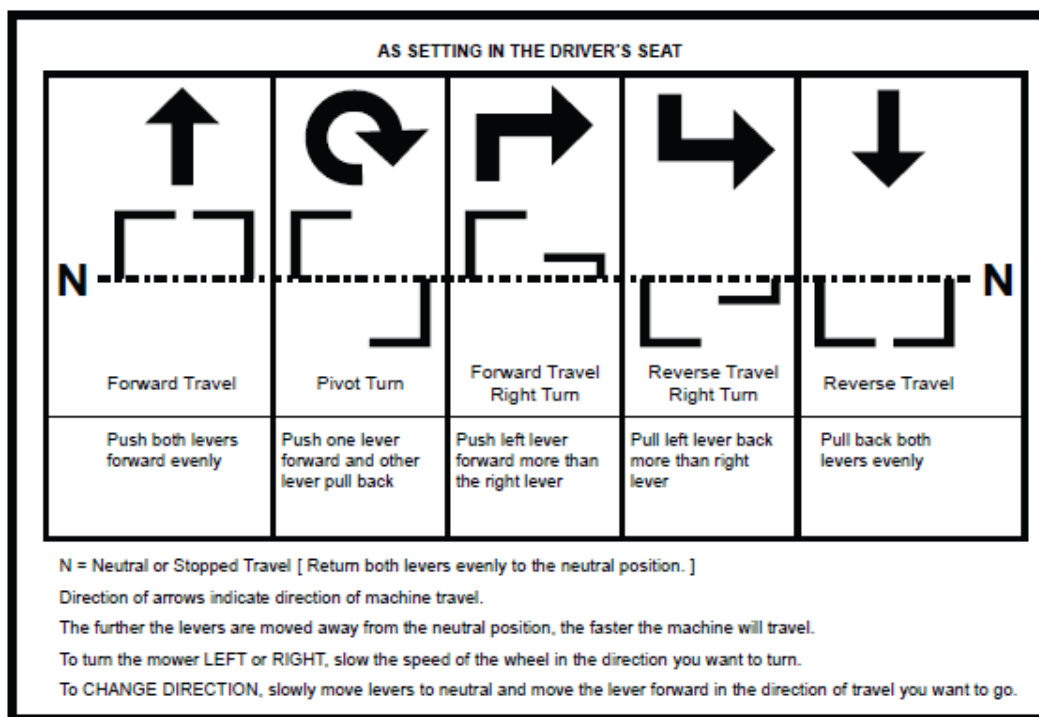 AS SETTING IN THE DRIVER'S SEAT
N
N
Forward Travel
Pivot Turn
Forward Travel
Right Turn
Reverse Travel
Right Turn
Reverse Travel
Push both levers
forward evenly
Push one lever
forward and other
lever pull back
Push left lever
forward more than
the right lever
Pull left lever back
more than right
lever
Pull back both
levers evenly
N = Neutral or Stopped Travel [ Return both levers evenly to the neutral position. ]
Direction of arrows indicate direction of machine travel.
The further the levers are moved away from the neutral position, the faster the machine will travel.
To turn the mower LEFT or RIGHT, slow the speed of the wheel in the direction you want to turn.
To CHANGE DIRECTION, slowly move levers to neutral and move the lever forward in the direction of travel you want to go.